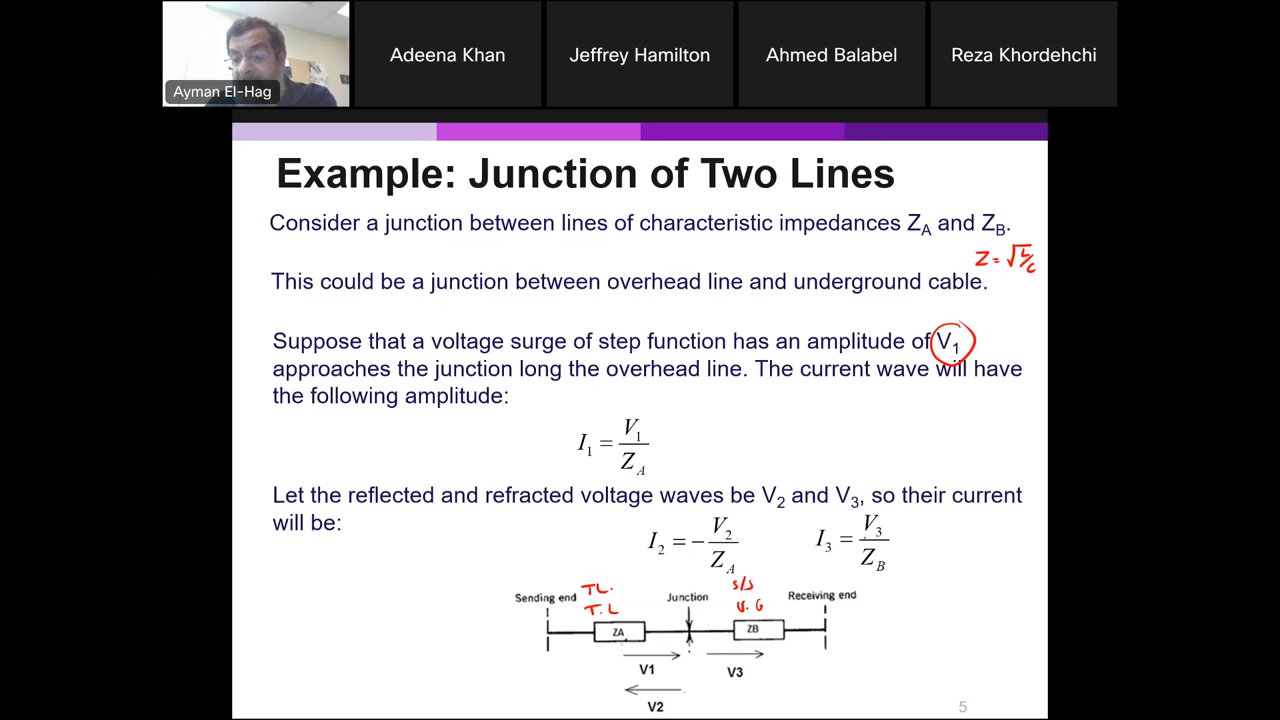 Ayman El-Hag
Adeena Khan
Jeffrey Hamilton
Ahmed Balabel
Reza Khordehchi
Example: Junction of Two Lines
Consider a junction between lines of characteristic impedances Z_A and Z_B.
Z = √L/C
This could be a junction between overhead line and underground cable.
Suppose that a voltage surge of step function has an amplitude of V_1
approaches the junction long the overhead line. The current wave will have
the following amplitude:
I_1 = V_1 / Z_A
Let the reflected and refracted voltage waves be V_2 and V_3, so their current
will be:
I_2 = - V_2 / Z_A
I_3 = V_3 / Z_B
Sending end
TL.
T.L
Junction
S/S
U.G
Receiving end
ZA
ZB
V1
V3
V2
5